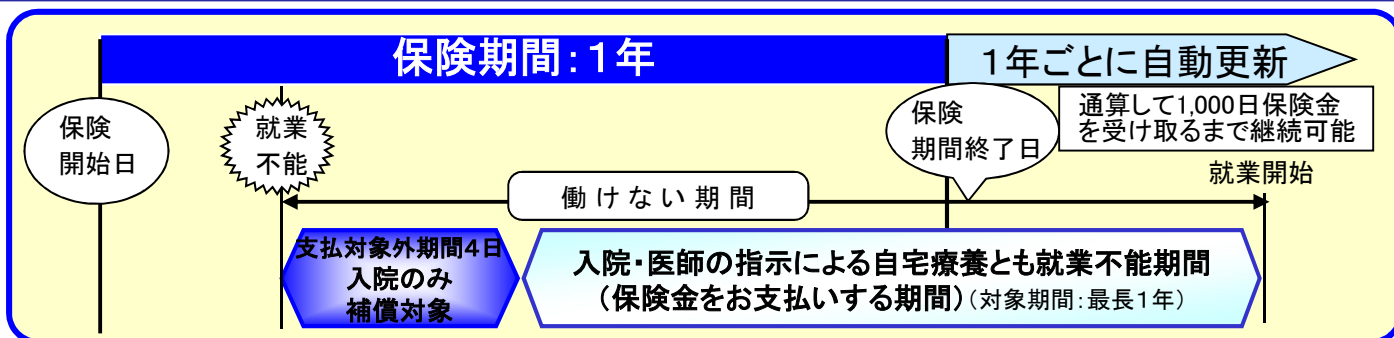 保険期間：1年
1年ごとに自動更新
保険
開始日
就業
不能
保険
期間終了日
通算して1,000日保険金
を受け取るまで継続可能
就業開始
働けない期間
支払対象外期間4日
入院のみ
補償対象
入院・医師の指示による自宅療養とも就業不能期間
（保険金をお支払いする期間）（対象期間：最長1年）